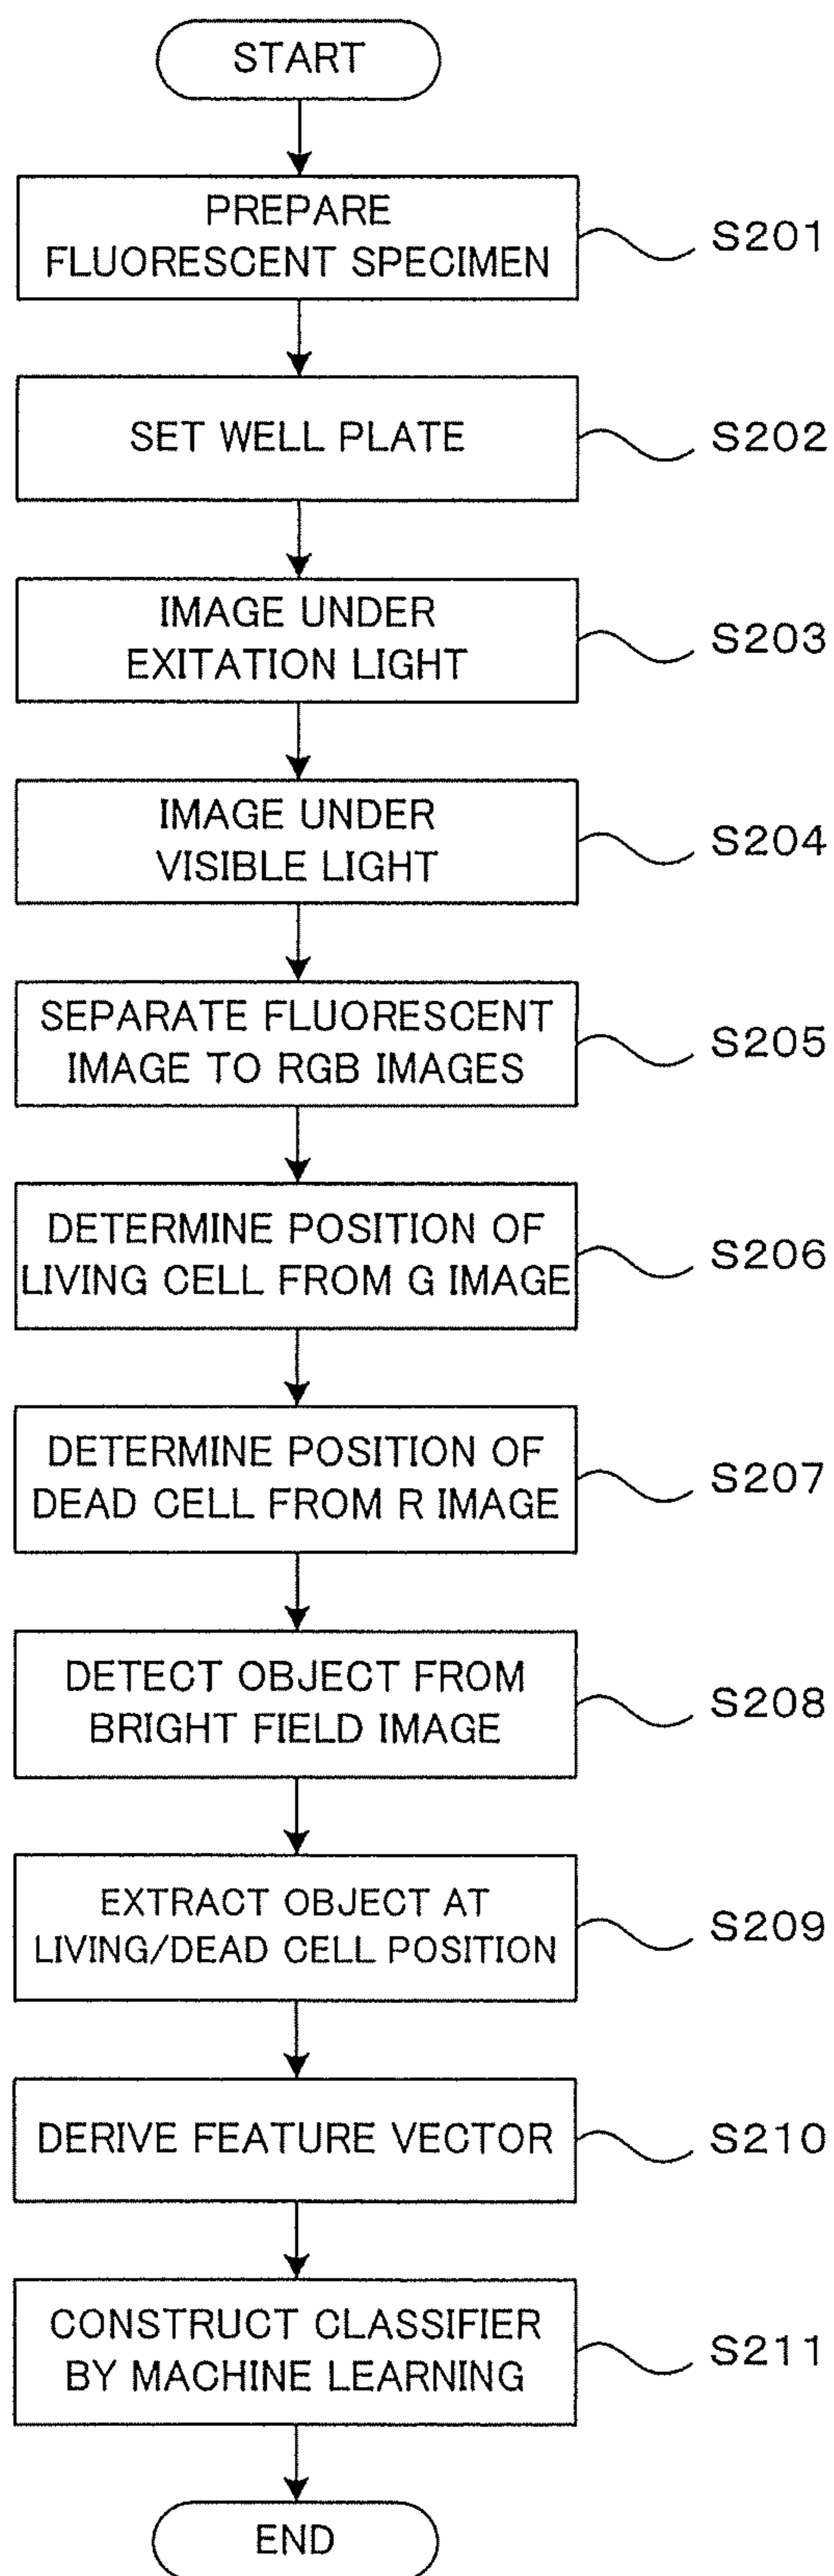 START
PREPARE
FLUORESCENT SPECIMEN
S201
SET WELL PLATE
S202
IMAGE UNDER
EXITATION LIGHT
S203
IMAGE UNDER
VISIBLE LIGHT
S204
SEPARATE FLUORESCENT
IMAGE TO RGB IMAGES
S205
DETERMINE POSITION OF
LIVING CELL FROM G IMAGE
S206
DETERMINE POSITION OF
DEAD CELL FROM R IMAGE
S207
DETECT OBJECT FROM
BRIGHT FIELD IMAGE
S208
EXTRACT OBJECT AT
LIVING/DEAD CELL POSITION
S209
DERIVE FEATURE VECTOR
S210
CONSTRUCT CLASSIFIER
BY MACHINE LEARNING
S211
END